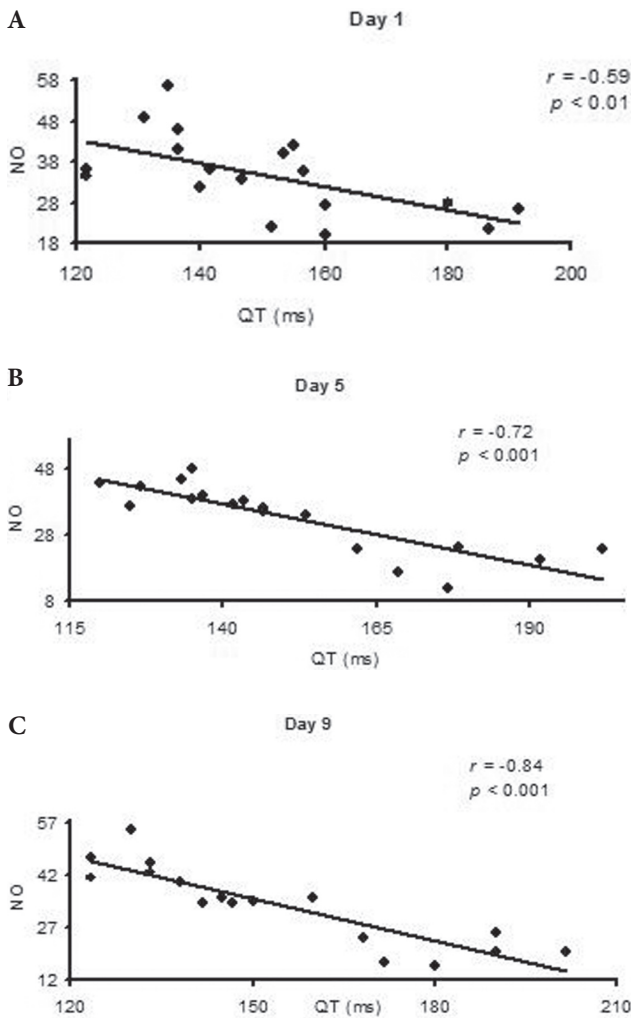 A
Day 1
r = -0.59
p < 0.01
58
48
38
28
18
NO
120 140 160 180 200
QT (ms)
B
Day 5
r = -0.72
p < 0.001
48
28
8
NO
115 140 165 190
QT (ms)
C
Day 9
r = -0.84
p < 0.001
57
42
27
12
NO
120 150 180 210
QT (ms)